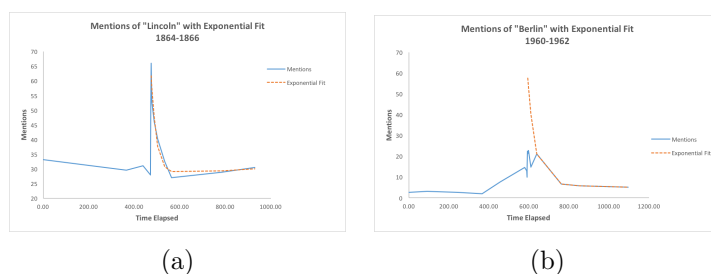 Mentions of "Lincoln" with Exponential Fit
1864-1866
70
65
60
55
50
45
40
35
30
25
20
Mentions
0.00 200.00 400.00 600.00 800.00 1000.00
Time Elapsed
Mentions
Exponential Fit
(a)
Mentions of "Berlin" with Exponential Fit
1960-1962
70
60
50
40
30
20
10
0
Mentions
0.00 200.00 400.00 600.00 800.00 1000.00 1200.00
Time Elapsed
Mentions
Exponential Fit
(b)